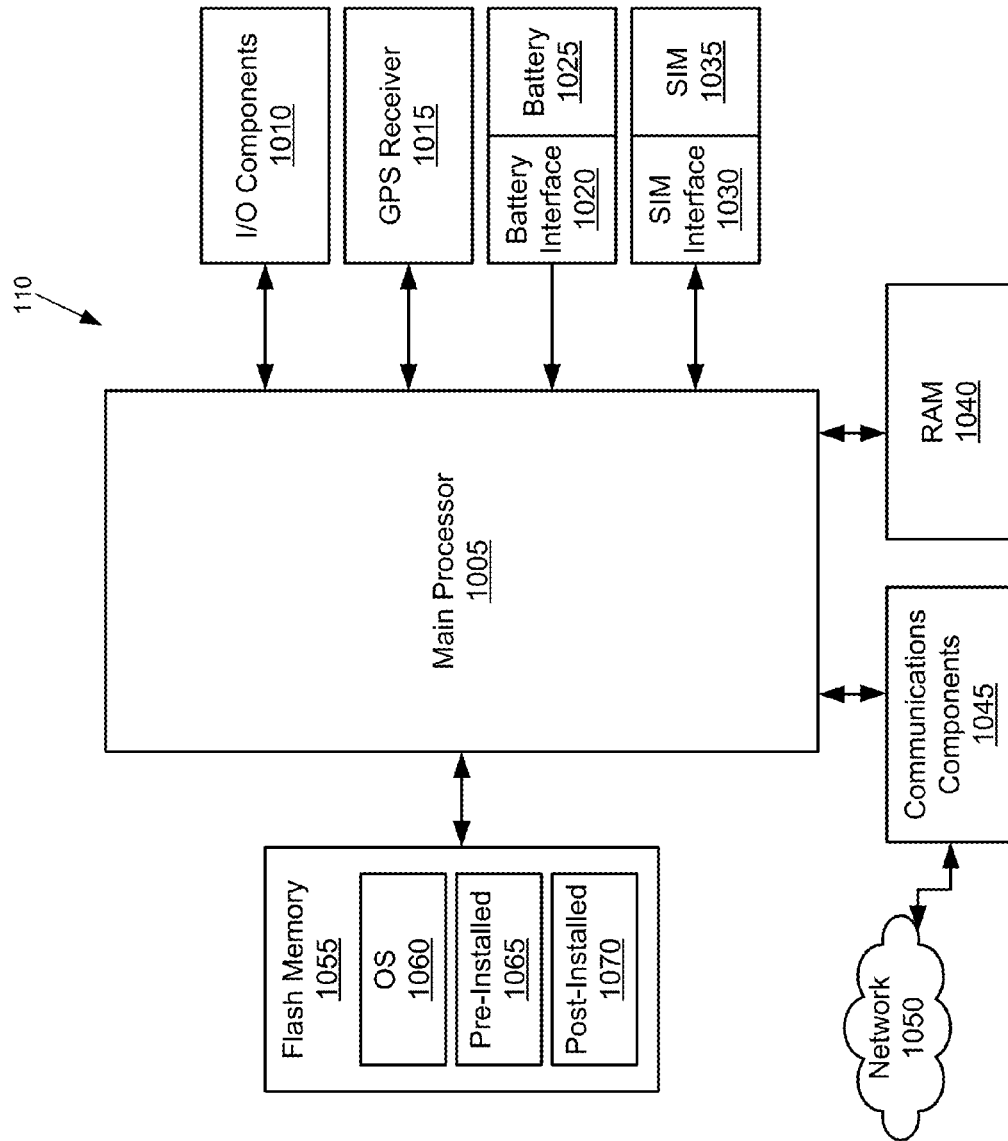 110
I/O Components
1010
GPS Receiver
1015
Battery
Interface
1020
Battery
1025
SIM
Interface
1030
SIM
1035
Main Processor
1005
RAM
1040
Communications
Components
1045
Network
1050
Flash Memory
1055
OS
1060
Pre-Installed
1065
Post-Installed
1070